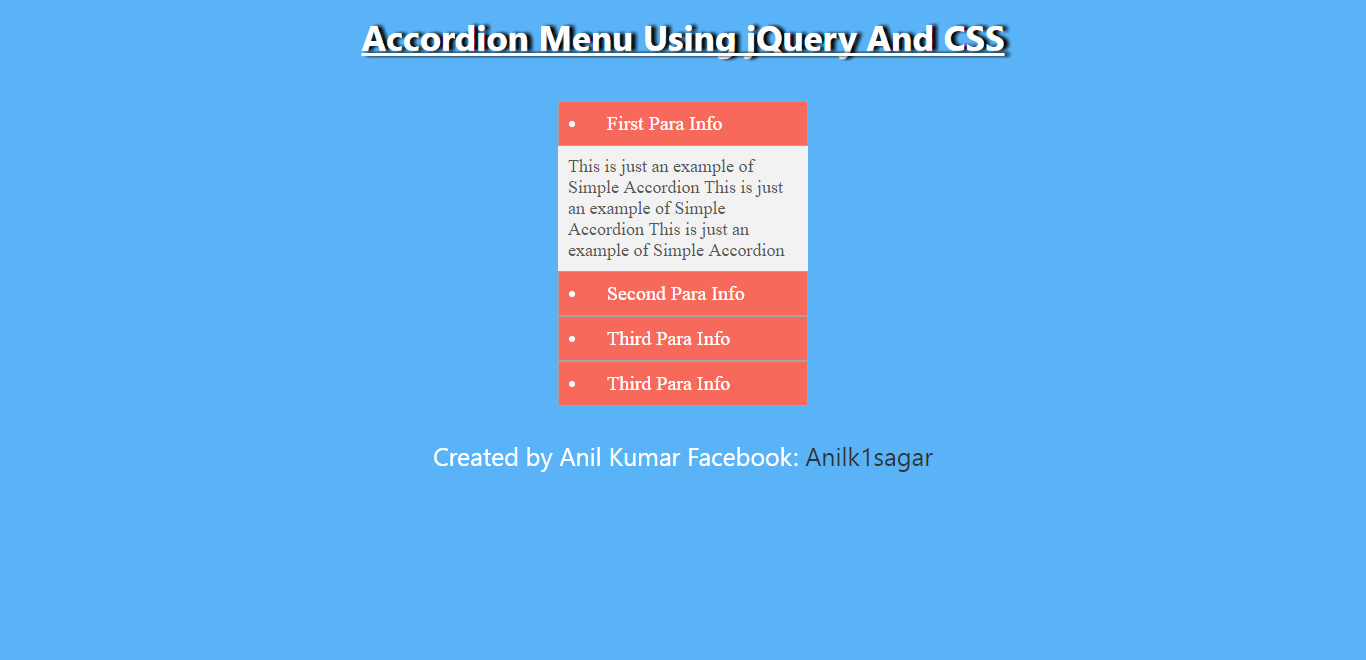 Accordion Menu Using jQuery And CSS
• First Para Info
This is just an example of
Simple Accordion This is just
an example of Simple
Accordion This is just an
example of Simple Accordion
• Second Para Info
• Third Para Info
• Third Para Info
Created by Anil Kumar Facebook: Anilk1sagar